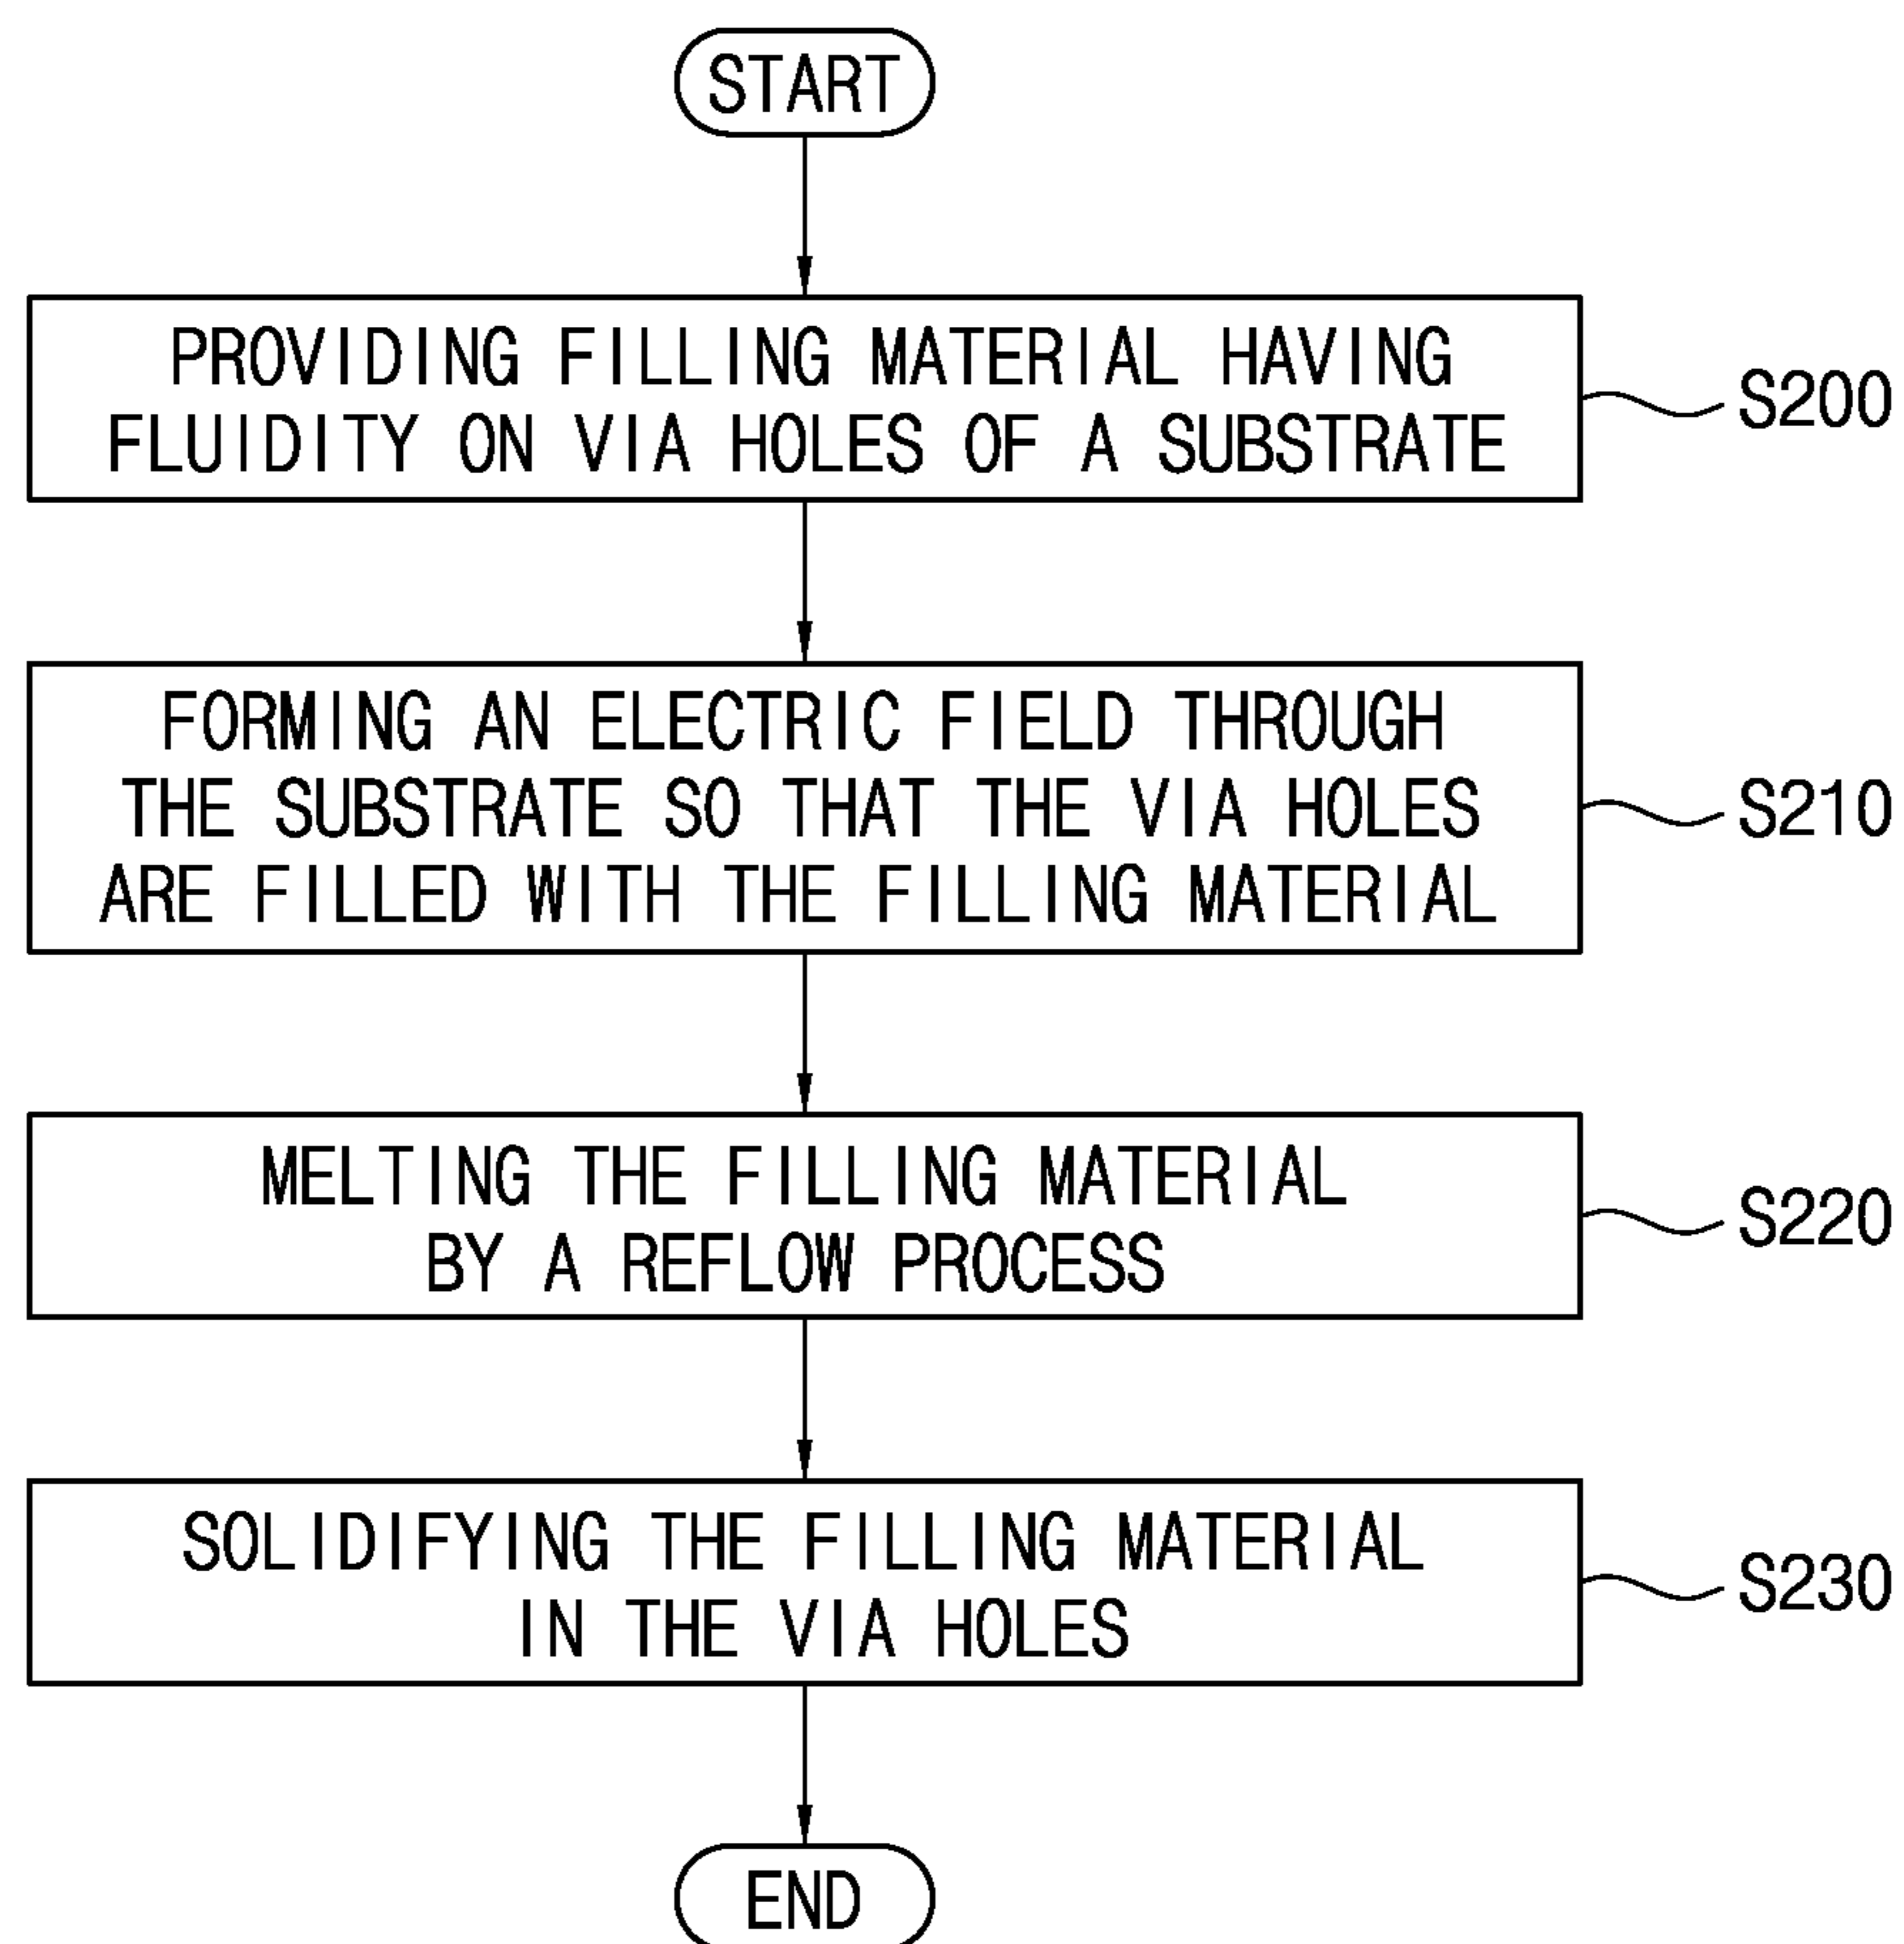 START
PROVIDING FILLING MATERIAL HAVING
FLUIDITY ON VIA HOLES OF A SUBSTRATE
S200
FORMING AN ELECTRIC FIELD THROUGH
THE SUBSTRATE SO THAT THE VIA HOLES
ARE FILLED WITH THE FILLING MATERIAL
S210
MELTING THE FILLING MATERIAL
BY A REFLOW PROCESS
S220
SOLIDIFYING THE FILLING MATERIAL
IN THE VIA HOLES
S230
END